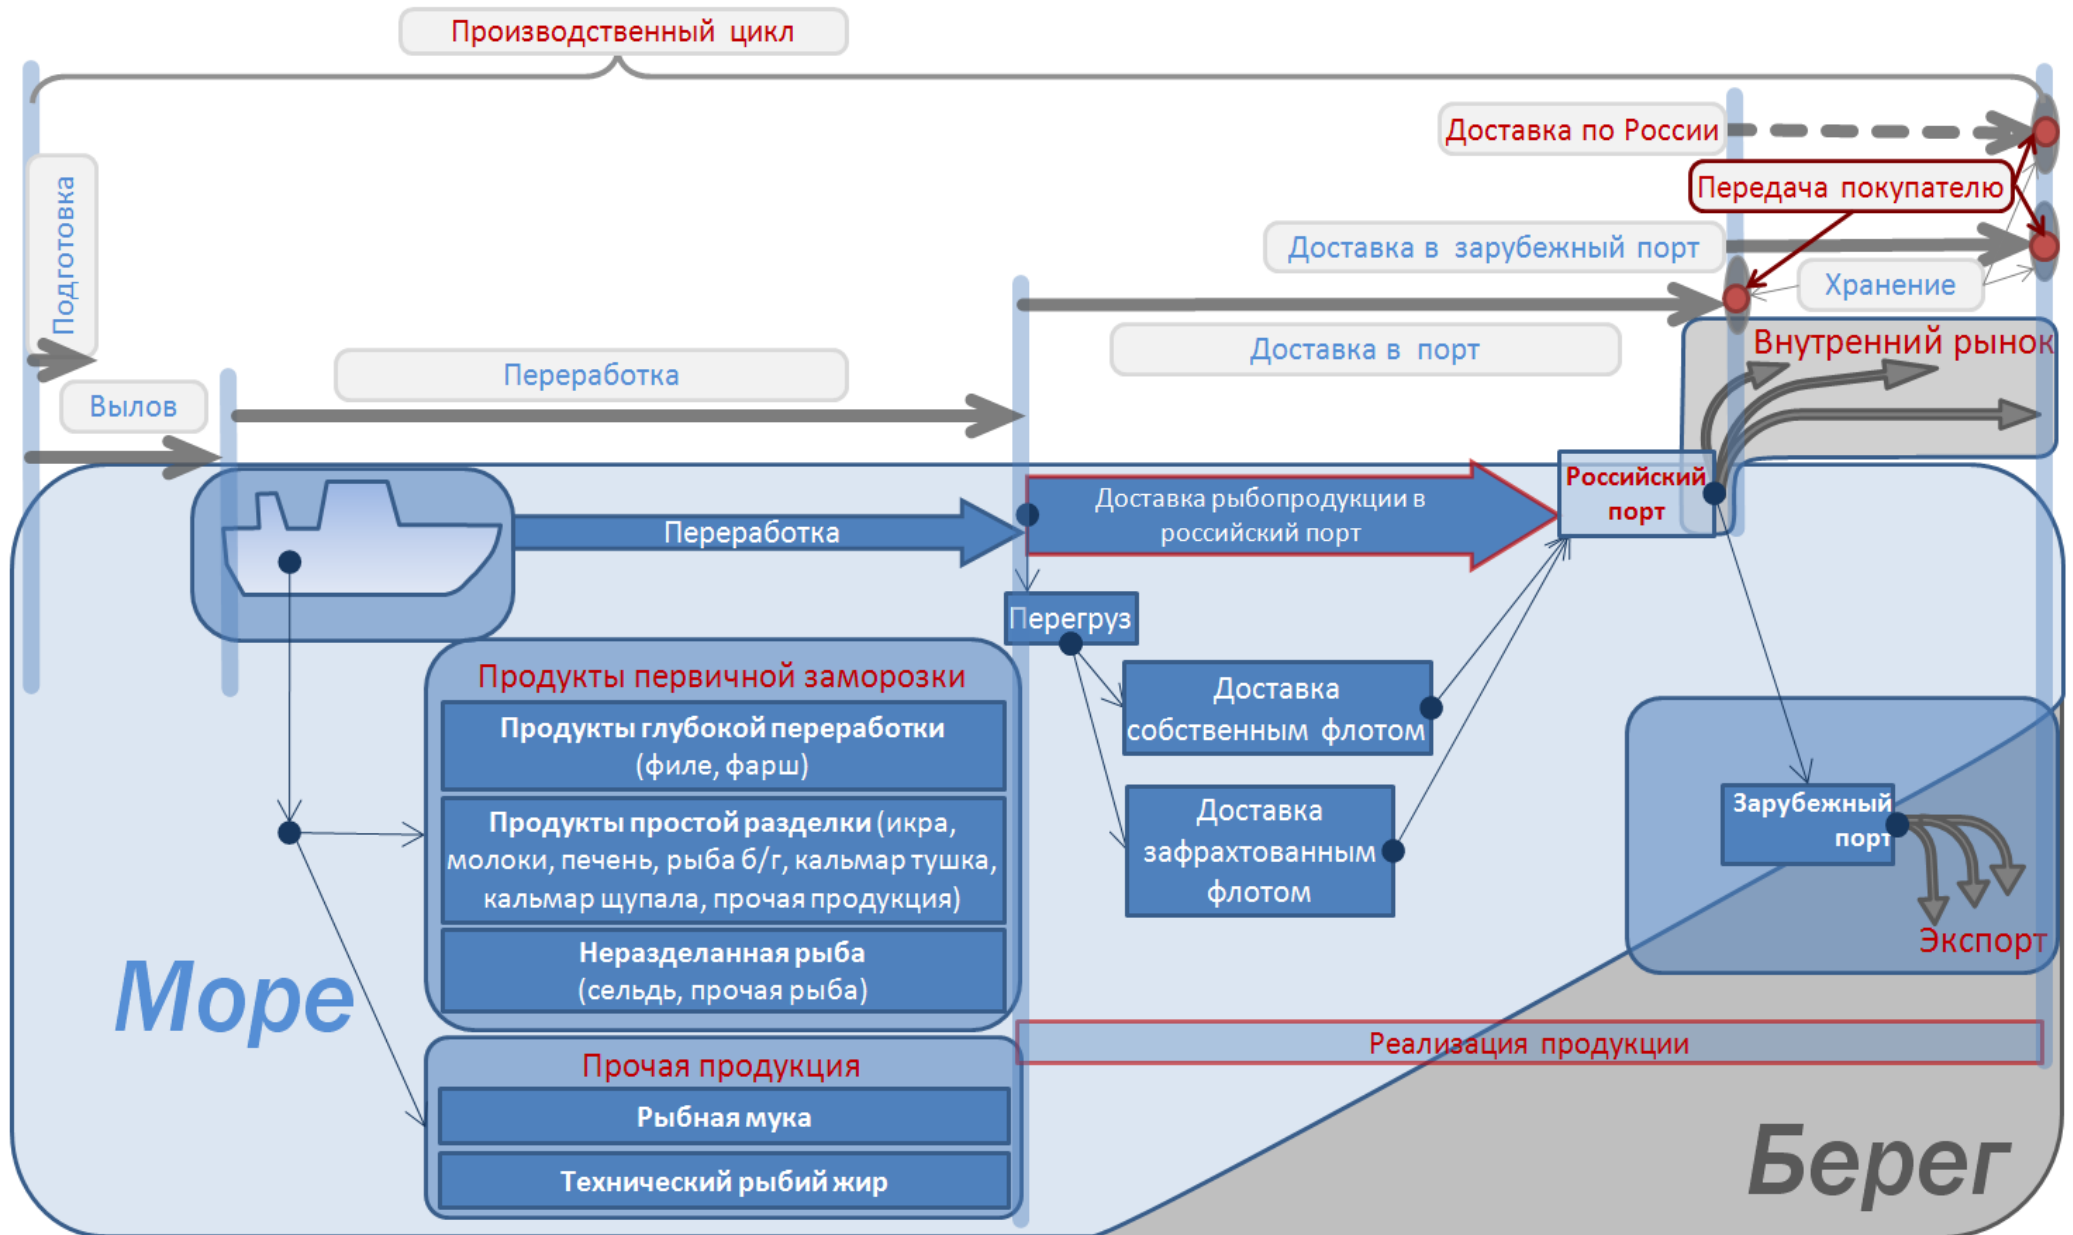 Производственный цикл
Доставка по России
Передача покупателю
Подготовка
Доставка в зарубежный порт
Хранение
Внутренний рынок
Доставка в порт
Переработка
Вылов
Российский
порт
Доставка рыбопродукции в
российский порт
Переработка
Перегруз
Продукты первичной заморозки
Продукты глубокой переработки
(филе, фарш)
Продукты простой разделки (икра,
молоки, печень, рыба б/г, кальмар тушка,
кальмар щупала, прочая продукция)
Неразделанная рыба
(сельдь, прочая рыба)
Доставка
собственным флотом
Доставка
зафрахтованным
флотом
Зарубежный
порт
Экспорт
Море
Реализация продукции
Прочая продукция
Рыбная мука
Технический рыбий жир
Берег